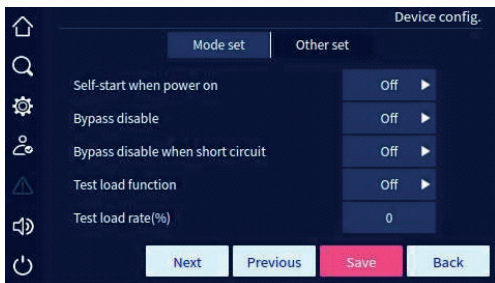 Device config.
Mode set Other set
Self-start when power on Off
Bypass disable Off
Bypass disable when short circuit Off
Test load function Off
Test load rate(%) 0
Next Previous Save Back